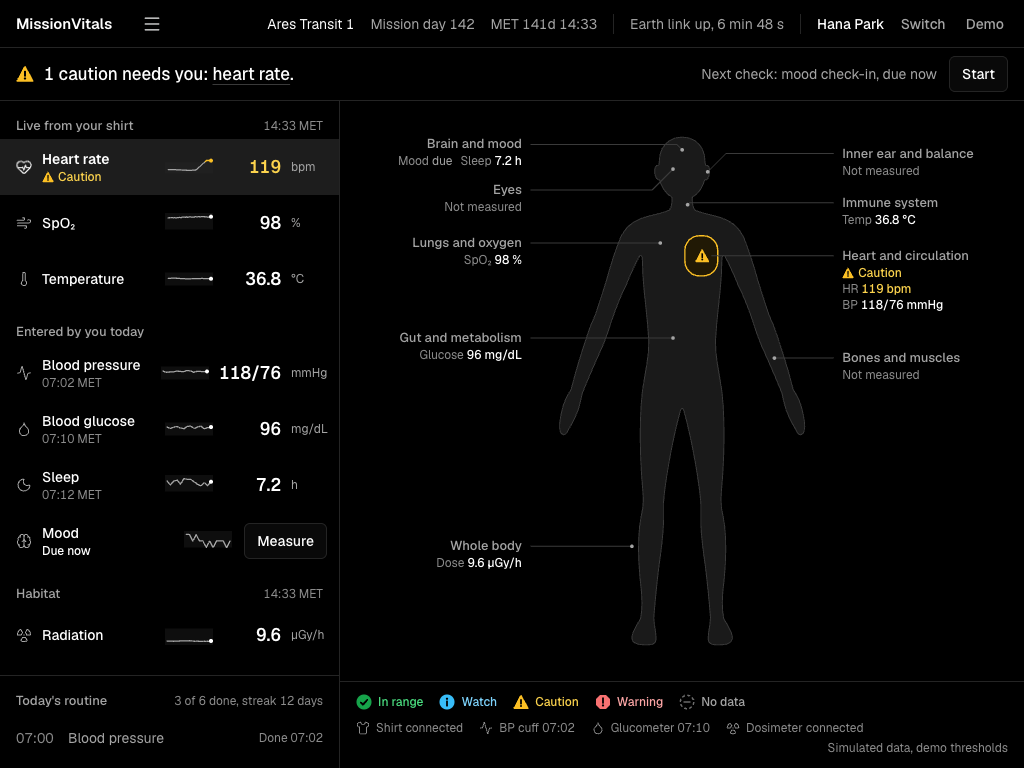 MissionVitals
Ares Transit 1 Mission day 142 MET 141d 14:33 Earth link up, 6 min 48 s Hana Park Switch Demo
1 caution needs you: heart rate.
Next check: mood check-in, due now Start
Live from your shirt 14:33 MET
Heart rate 119 bpm
Caution
SpO₂ 98 %
Temperature 36.8 °C
Entered by you today
Blood pressure 118/76 mmHg
07:02 MET
Blood glucose 96 mg/dL
07:10 MET
Sleep 7.2 h
07:12 MET
Mood Measure
Due now
Habitat 14:33 MET
Radiation 9.6 µGy/h
Today's routine 3 of 6 done, streak 12 days
07:00 Blood pressure Done 07:02
Brain and mood
Mood due Sleep 7.2 h
Eyes
Not measured
Lungs and oxygen
SpO₂ 98 %
Gut and metabolism
Glucose 96 mg/dL
Whole body
Dose 9.6 µGy/h
Inner ear and balance
Not measured
Immune system
Temp 36.8 °C
Heart and circulation
Caution
HR 119 bpm
BP 118/76 mmHg
Bones and muscles
Not measured
In range Watch Caution Warning No data
Shirt connected BP cuff 07:02 Glucometer 07:10 Dosimeter connected
Simulated data, demo thresholds